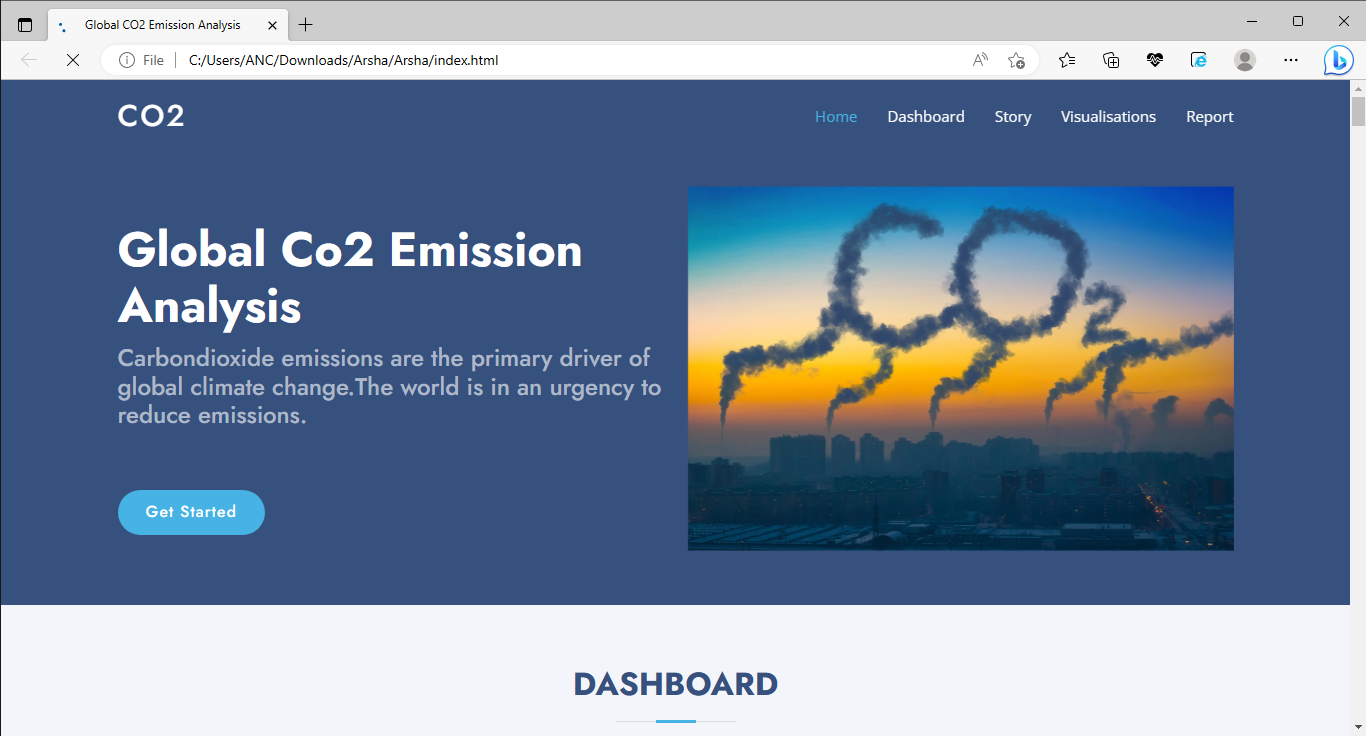 Global CO2 Emission Analysis
File
C:/Users/ANC/Downloads/Arsha/Arsha/index.html
CO2
Home
Dashboard
Story
Visualisations
Report
Global Co2 Emission
Analysis
Carbondioxide emissions are the primary driver of
global climate change.The world is in an urgency to
reduce emissions.
Get Started
CO2
DASHBOARD